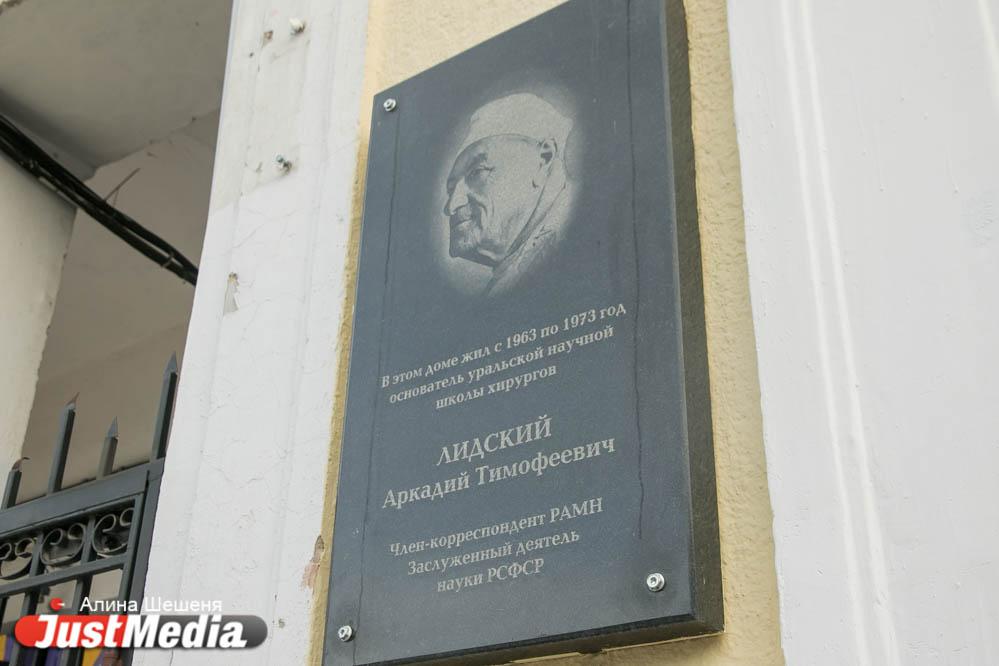 В этом доме жил с 1963 по 1973 год
основатель уральской научной
школы хирургов
ЛИДСКИЙ
Аркадий Тимофеевич
Член-корреспондент РАМН
Заслуженный деятель
науки РСФСР
Алина Шешеня
JustMedia